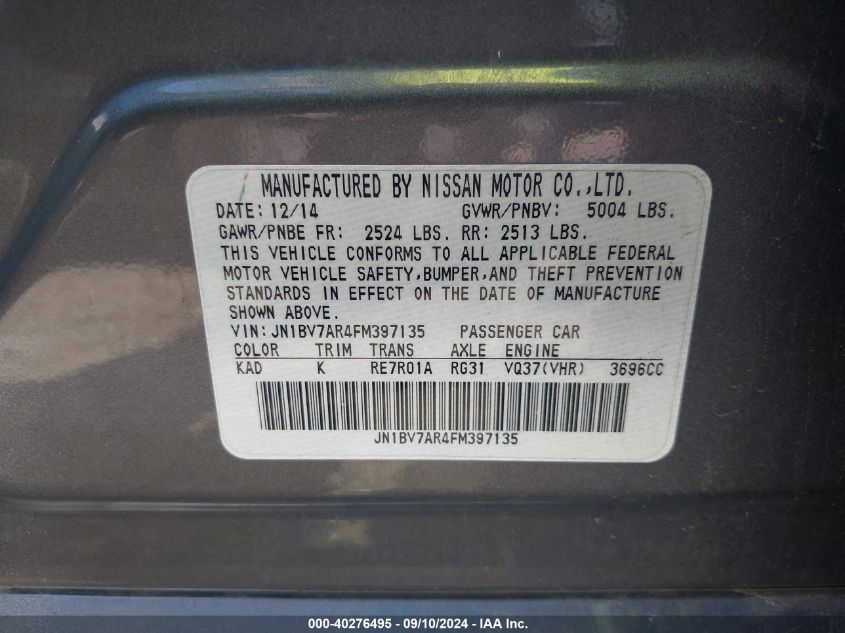 MANUFACTURED BY NISSAN MOTOR CO.,LTD.
DATE: 12/14 GVWR/PNBV: 5004 LBS.
GAWR/PNBE FR: 2524 LBS. RR: 2513 LBS.
THIS VEHICLE CONFORMS TO ALL APPLICABLE FEDERAL
MOTOR VEHICLE SAFETY,BUMPER,AND THEFT PREVENTION
STANDARDS IN EFFECT ON THE DATE OF MANUFACTURE
SHOWN ABOVE.
VIN: JN1BV7AR4FM397135 PASSENGER CAR
COLOR TRIM TRANS AXLE ENGINE
KAD K RE7R01A RG31 VQ37(VHR) 3696CC
JN1BV7AR4FM397135
000-40276495 - 09/10/2024 - IAA Inc.